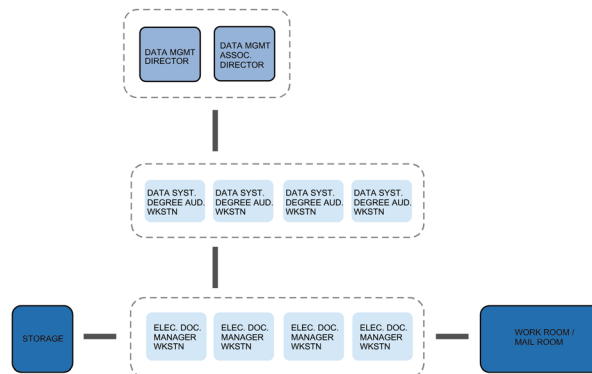 DATA MGMT
DIRECTOR
DATA MGMT
ASSOC.
DIRECTOR
DATA SYST.
DEGREE AUD.
WKSTN
DATA SYST.
DEGREE AUD.
WKSTN
DATA SYST.
DEGREE AUD.
WKSTN
DATA SYST.
DEGREE AUD.
WKSTN
STORAGE
ELEC. DOC.
MANAGER
WKSTN
ELEC. DOC.
MANAGER
WKSTN
ELEC. DOC.
MANAGER
WKSTN
ELEC. DOC.
MANAGER
WKSTN
WORK ROOM /
MAIL ROOM